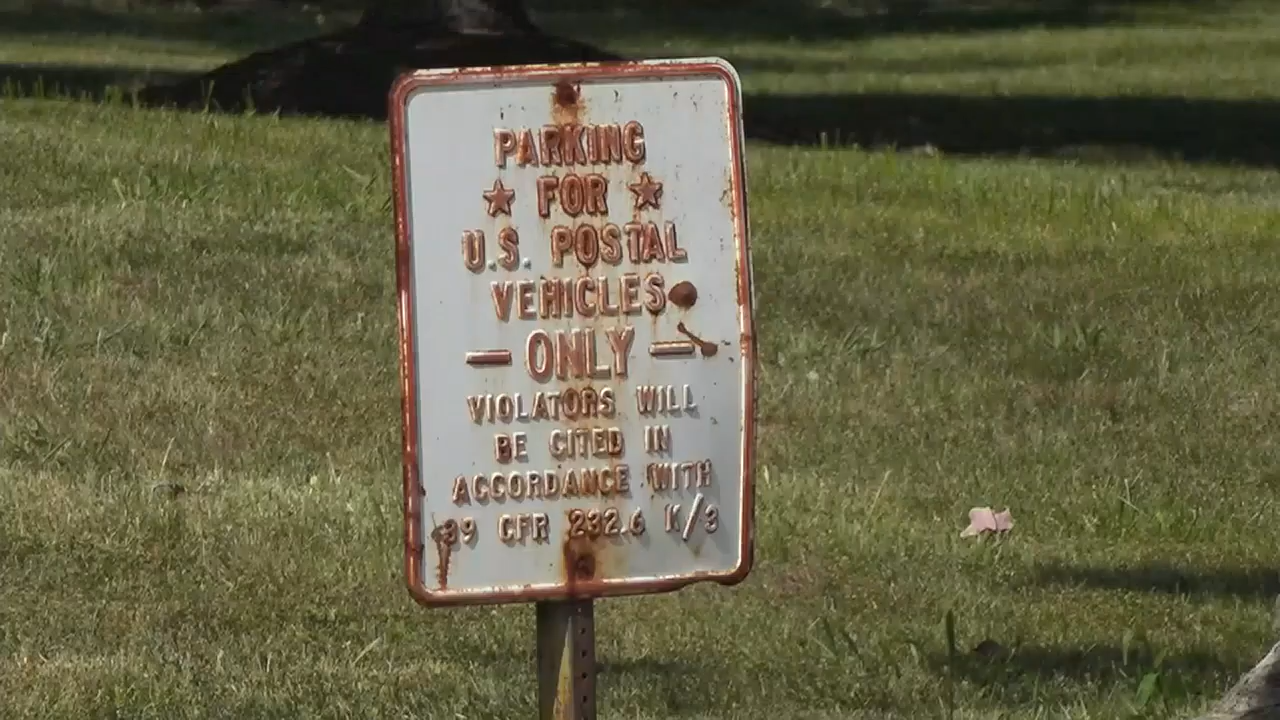 PARKING
FOR
U.S. POSTAL
VEHICLES
— ONLY —
VIOLATORS WILL
BE CITED IN
ACCORDANCE WITH
39 CFR 232.6 K/3